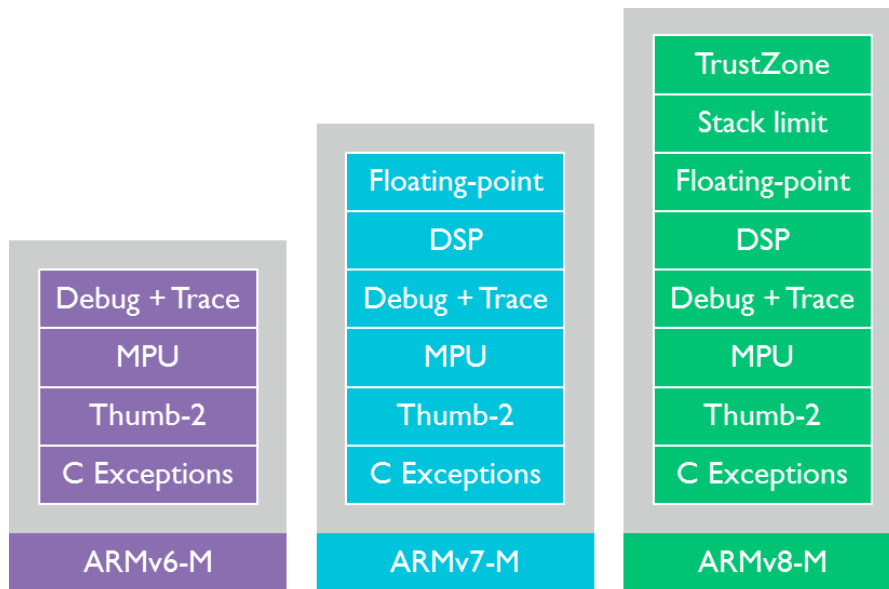 Debug + Trace
MPU
Thumb-2
C Exceptions
ARMv6-M
Floating-point
DSP
Debug + Trace
MPU
Thumb-2
C Exceptions
ARMv7-M
TrustZone
Stack limit
Floating-point
DSP
Debug + Trace
MPU
Thumb-2
C Exceptions
ARMv8-M